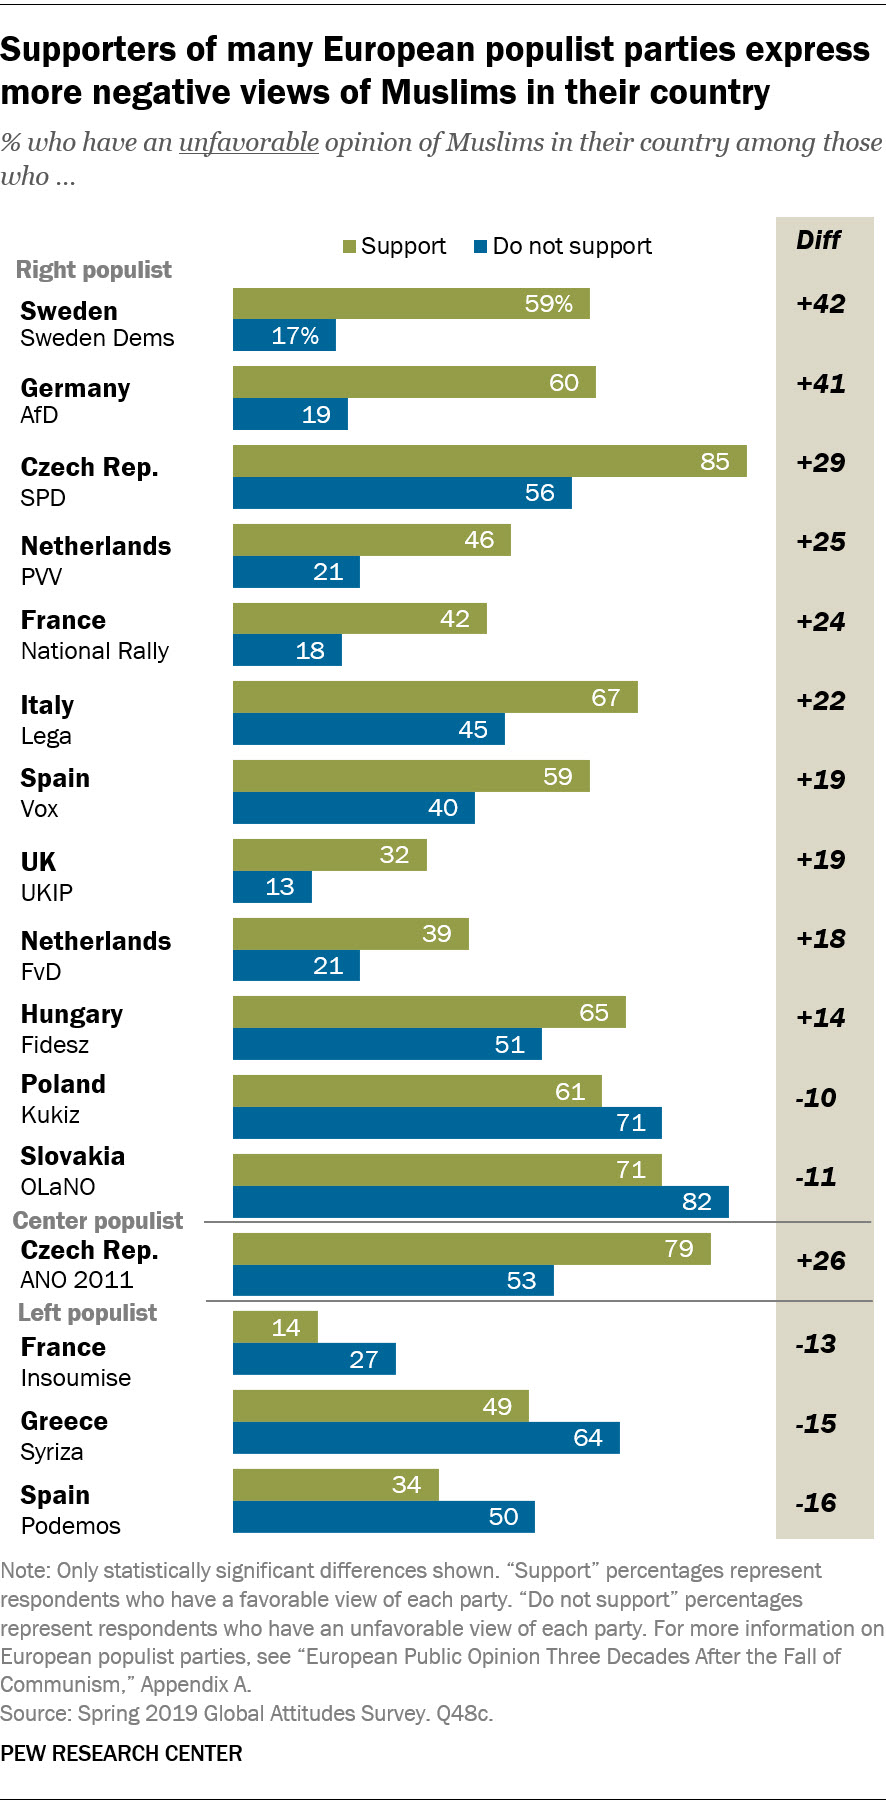 Supporters of many European populist parties express
more negative views of Muslims in their country
% who have an unfavorable opinion of Muslims in their country among those
who ...
Support
Do not support
Diff
Right populist
Sweden
Sweden Dems
59%
17%
+42
Germany
AfD
60
19
+41
Czech Rep.
SPD
85
56
+29
Netherlands
PVV
46
21
+25
France
National Rally
42
18
+24
Italy
Lega
67
45
+22
Spain
Vox
59
40
+19
UK
UKIP
32
13
+19
Netherlands
FvD
39
21
+18
Hungary
Fidesz
65
51
+14
Poland
Kukiz
61
71
-10
Slovakia
OLaNO
71
82
-11
Center populist
Czech Rep.
ANO 2011
79
53
+26
Left populist
France
Insoumise
14
27
-13
Greece
Syriza
49
64
-15
Spain
Podemos
34
50
-16
Note: Only statistically significant differences shown. “Support” percentages represent
respondents who have a favorable view of each party. “Do not support” percentages
represent respondents who have an unfavorable view of each party. For more information on
European populist parties, see “European Public Opinion Three Decades After the Fall of
Communism,” Appendix A.
Source: Spring 2019 Global Attitudes Survey. Q48c.
PEW RESEARCH CENTER